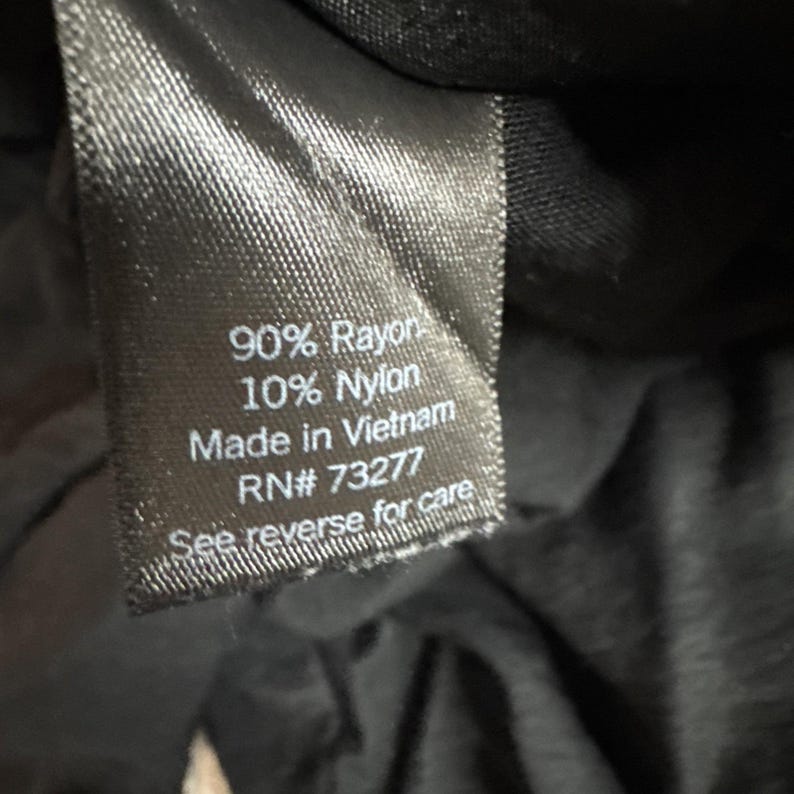 90% Rayon
10% Nylon
Made in Vietnam
RN# 73277
See reverse for care